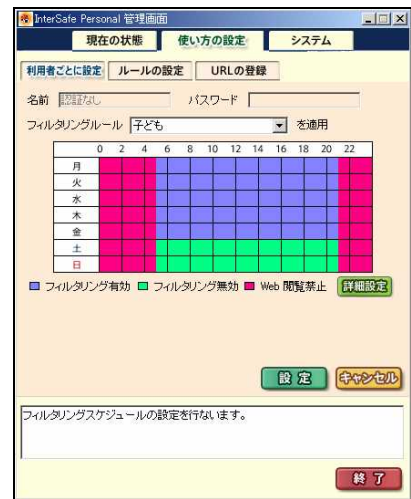 InterSafe Personal 管理画面
現在の状態 使い方の設定 システム
利用者ごとに設定 ルールの設定 URLの登録
名前 認証なし パスワード
フィルタリングルール 子ども を適用
0 2 4 6 8 10 12 14 16 18 20 22
月
火
水
木
金
土
日
フィルタリング有効 フィルタリング無効 Web 閲覧禁止 詳細設定
設定 キャンセル
フィルタリングスケジュールの設定を行ないます。
終了